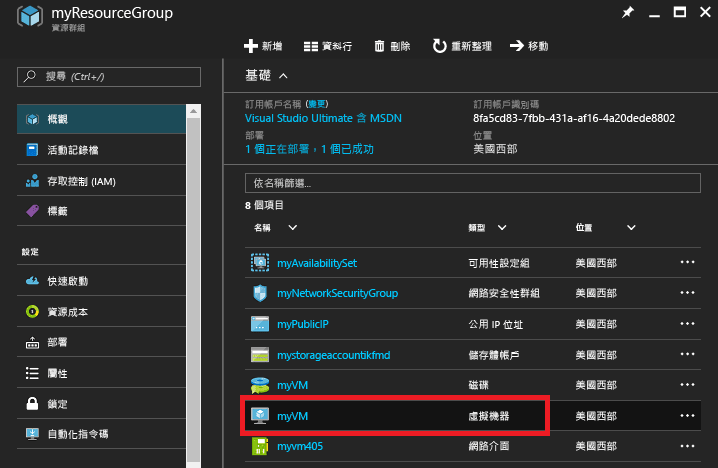 myResourceGroup
資源群組
新增 資料行 刪除 重新整理 移動
搜尋 (Ctrl+/)
概觀
活動記錄檔
存取控制 (IAM)
標籤
設定
快速啟動
資源成本
部署
屬性
鎖定
自動化指令碼
基礎
訂用帳戶名稱 (變更) 訂用帳戶識別碼
Visual Studio Ultimate 含 MSDN 8fa5cd83-7fbb-431a-af16-4a20dede8802
部署 位置
1 個正在部署，1 個已成功 美國西部
依名稱篩選...
8 個項目
名稱 類型 位置
myAvailabilitySet 可用性設定組 美國西部 ...
myNetworkSecurityGroup 網路安全性群組 美國西部 ...
myPublicIP 公用 IP 位址 美國西部 ...
mystorageaccountikfmd 儲存體帳戶 美國西部 ...
myVM 磁碟 美國西部 ...
myVM 虛擬機器 美國西部 ...
myvm405 網路介面 美國西部 ...